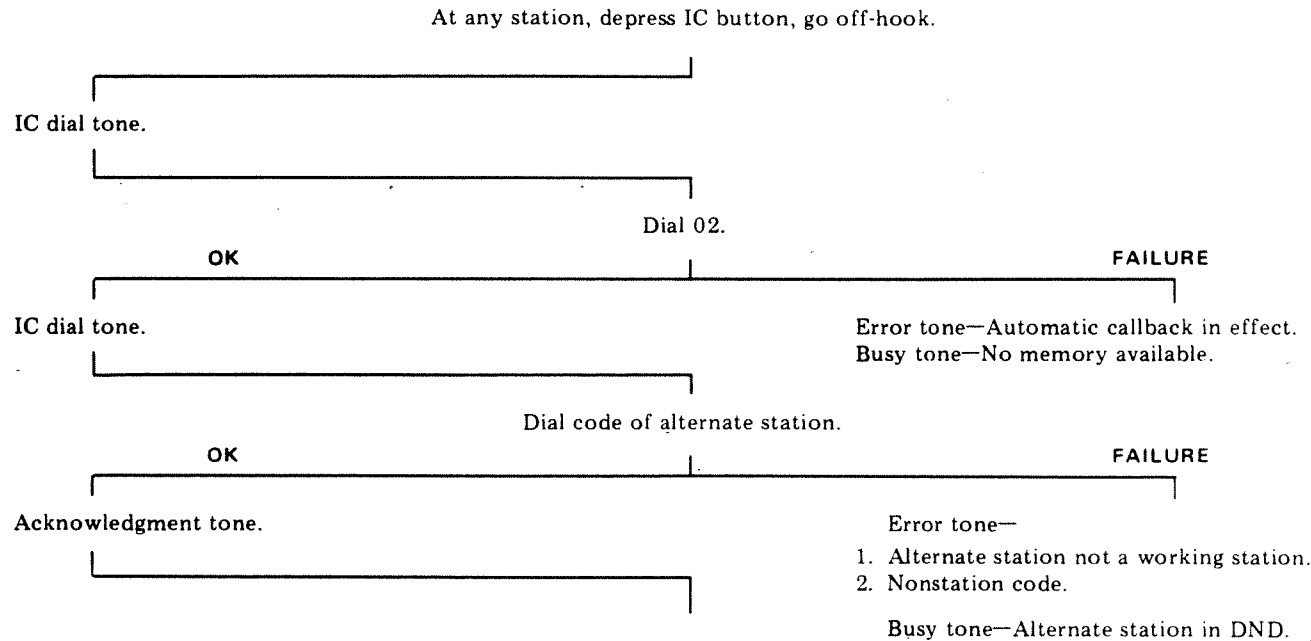 At any station, depress IC button, go off-hook.
IC dial tone.
Dial 02.
OK
FAILURE
IC dial tone.
Error tone—Automatic callback in effect.
Busy tone—No memory available.
Dial code of alternate station.
OK
FAILURE
Acknowledgment tone.
Error tone—
1. Alternate station not a working station.
2. Nonstation code.
Busy tone—Alternate station in DND.